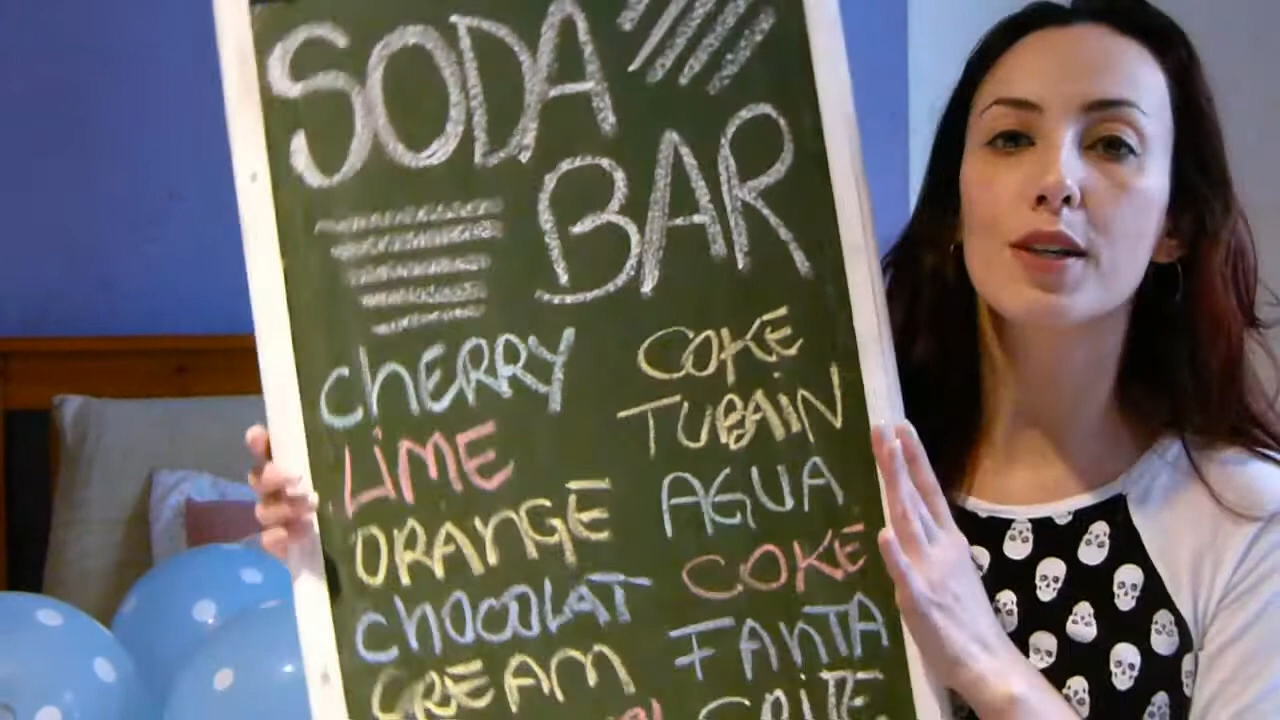 SODA
BAR
CHERRY
LIME
ORANGE
CHOCOLAT
CREAM
COKE
TUBAIN
AGUA
COKE
FANTA